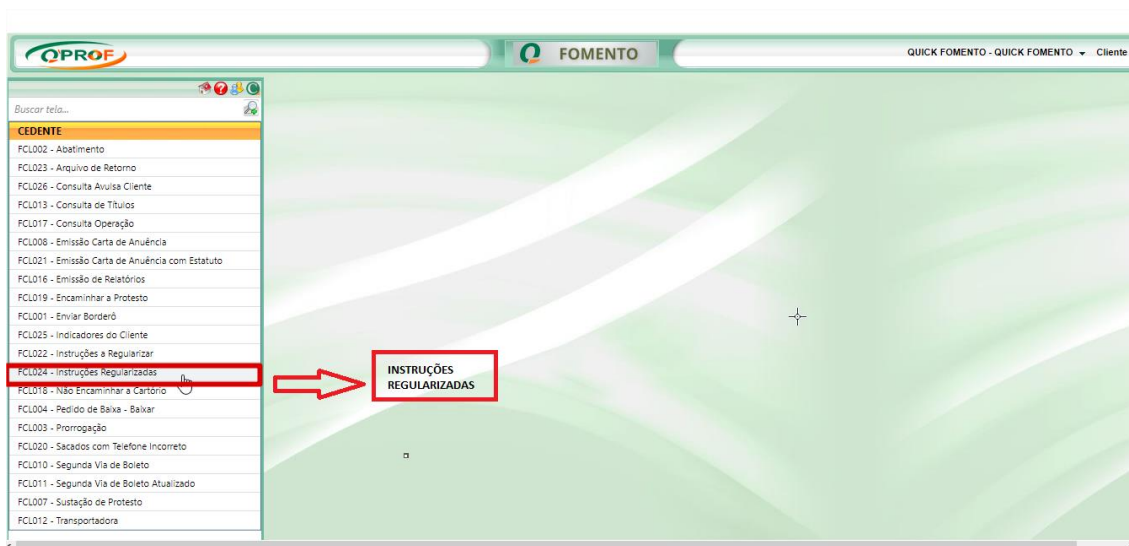 QPROF
Q FOMENTO
QUICK FOMENTO - QUICK FOMENTO
Cliente
Buscar tela...
CEDENTE
FCL002 - Abatimento
FCL023 - Arquivo de Retorno
FCL026 - Consulta Avulsa Cliente
FCL013 - Consulta de Títulos
FCL017 - Consulta Operação
FCL008 - Emissão Carta de Anuência
FCL021 - Emissão Carta de Anuência com Estatuto
FCL016 - Emissão de Relatórios
FCL019 - Encaminhar a Protesto
FCL001 - Enviar Borderô
FCL025 - Indicadores do Cliente
FCL022 - Instruções a Regularizar
FCL024 - Instruções Regularizadas
FCL018 - Não Encaminhar a Cartório
FCL004 - Pedido de Baixa - Baixar
FCL003 - Prorrogação
FCL020 - Sacados com Telefone Incorreto
FCL010 - Segunda Via de Boleto
FCL011 - Segunda Via de Boleto Atualizado
FCL007 - Sustação de Protesto
FCL012 - Transportadora
INSTRUÇÕES
REGULARIZADAS